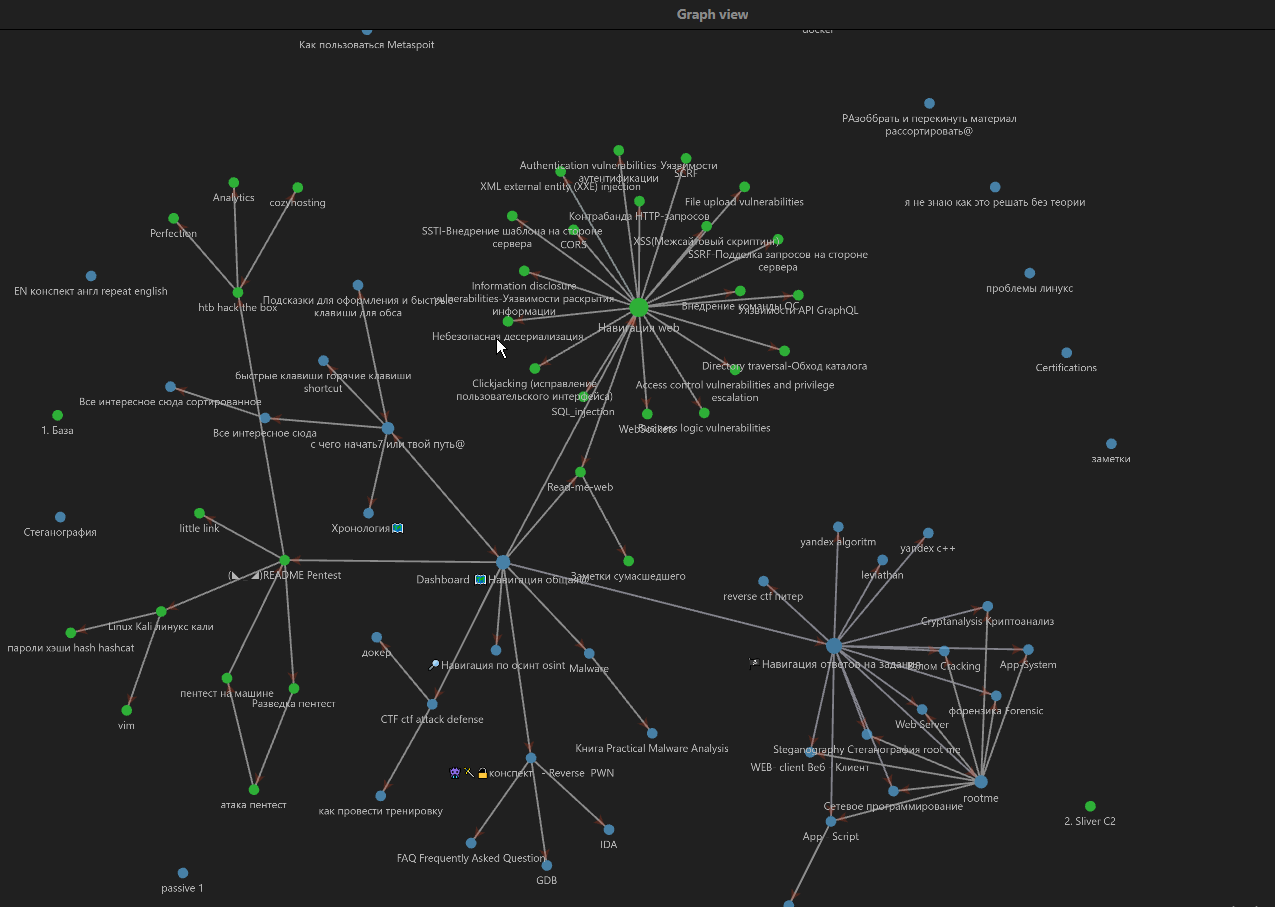 Graph view
Как пользоваться Metaspoit
docker
РАзоббрать и перекинуть материал
рассортировать@
Authentication vulnerabilities Уязвимости
аутентификации
SCRF
XML external entity (XXE) injection
Analytics
cozyhosting
File upload vulnerabilities
я не знаю как это решать без теории
Контрабанда HTTP-запросов
Perfection
SSTI-Внедрение шаблона на стороне
сервера
CORS
XSS(Межсайтовый скриптинг)
SSRF-Подделка запросов на стороне
сервера
EN конспект англ repeat english
Information disclosure
vulnerabilities-Уязвимости раскрытия
информации
проблемы линукс
htb hack the box
Подсказки для оформления и быстрые
клавиши для обса
Внедрение команды ОС
Уязвимости API GraphQL
Навигация web
Небезопасная десериализация
Directory traversal-Обход каталога
Certifications
быстрые клавиши горячие клавиши
shortcut
Clickjacking (исправление
пользовательского интерфейса)
Access control vulnerabilities and privilege
escalation
Все интересное сюда сортированное
SQL_injection
1. База
Все интересное сюда
WebSockets
Business logic vulnerabilities
с чего начать? или твой путь@
заметки
Read-me-web
Стеганография
little link
Хронология
yandex algoritm
yandex c++
README Pentest
Dashboard Навигация общая
Заметки сумасшедшего
leviathan
reverse ctf питер
Linux Kali линукс кали
Cryptanalysis Криптоанализ
пароли хэши hash hashcat
докер
Навигация по осинт osint
Malware
Навигация ответов на задания
Взлом Cracking
App-System
пентест на машине
Разведка пентест
vim
CTF ctf attack defense
форензика Forensic
Web Server
Книга Practical Malware Analysis
Steganography Стеганография root me
WEB - client Веб - Клиент
конспект - Reverse PWN
атака пентест
как провести тренировку
Сетевое программирование
rootme
2. Sliver C2
App - Script
IDA
FAQ Frequently Asked Question
GDB
passive 1